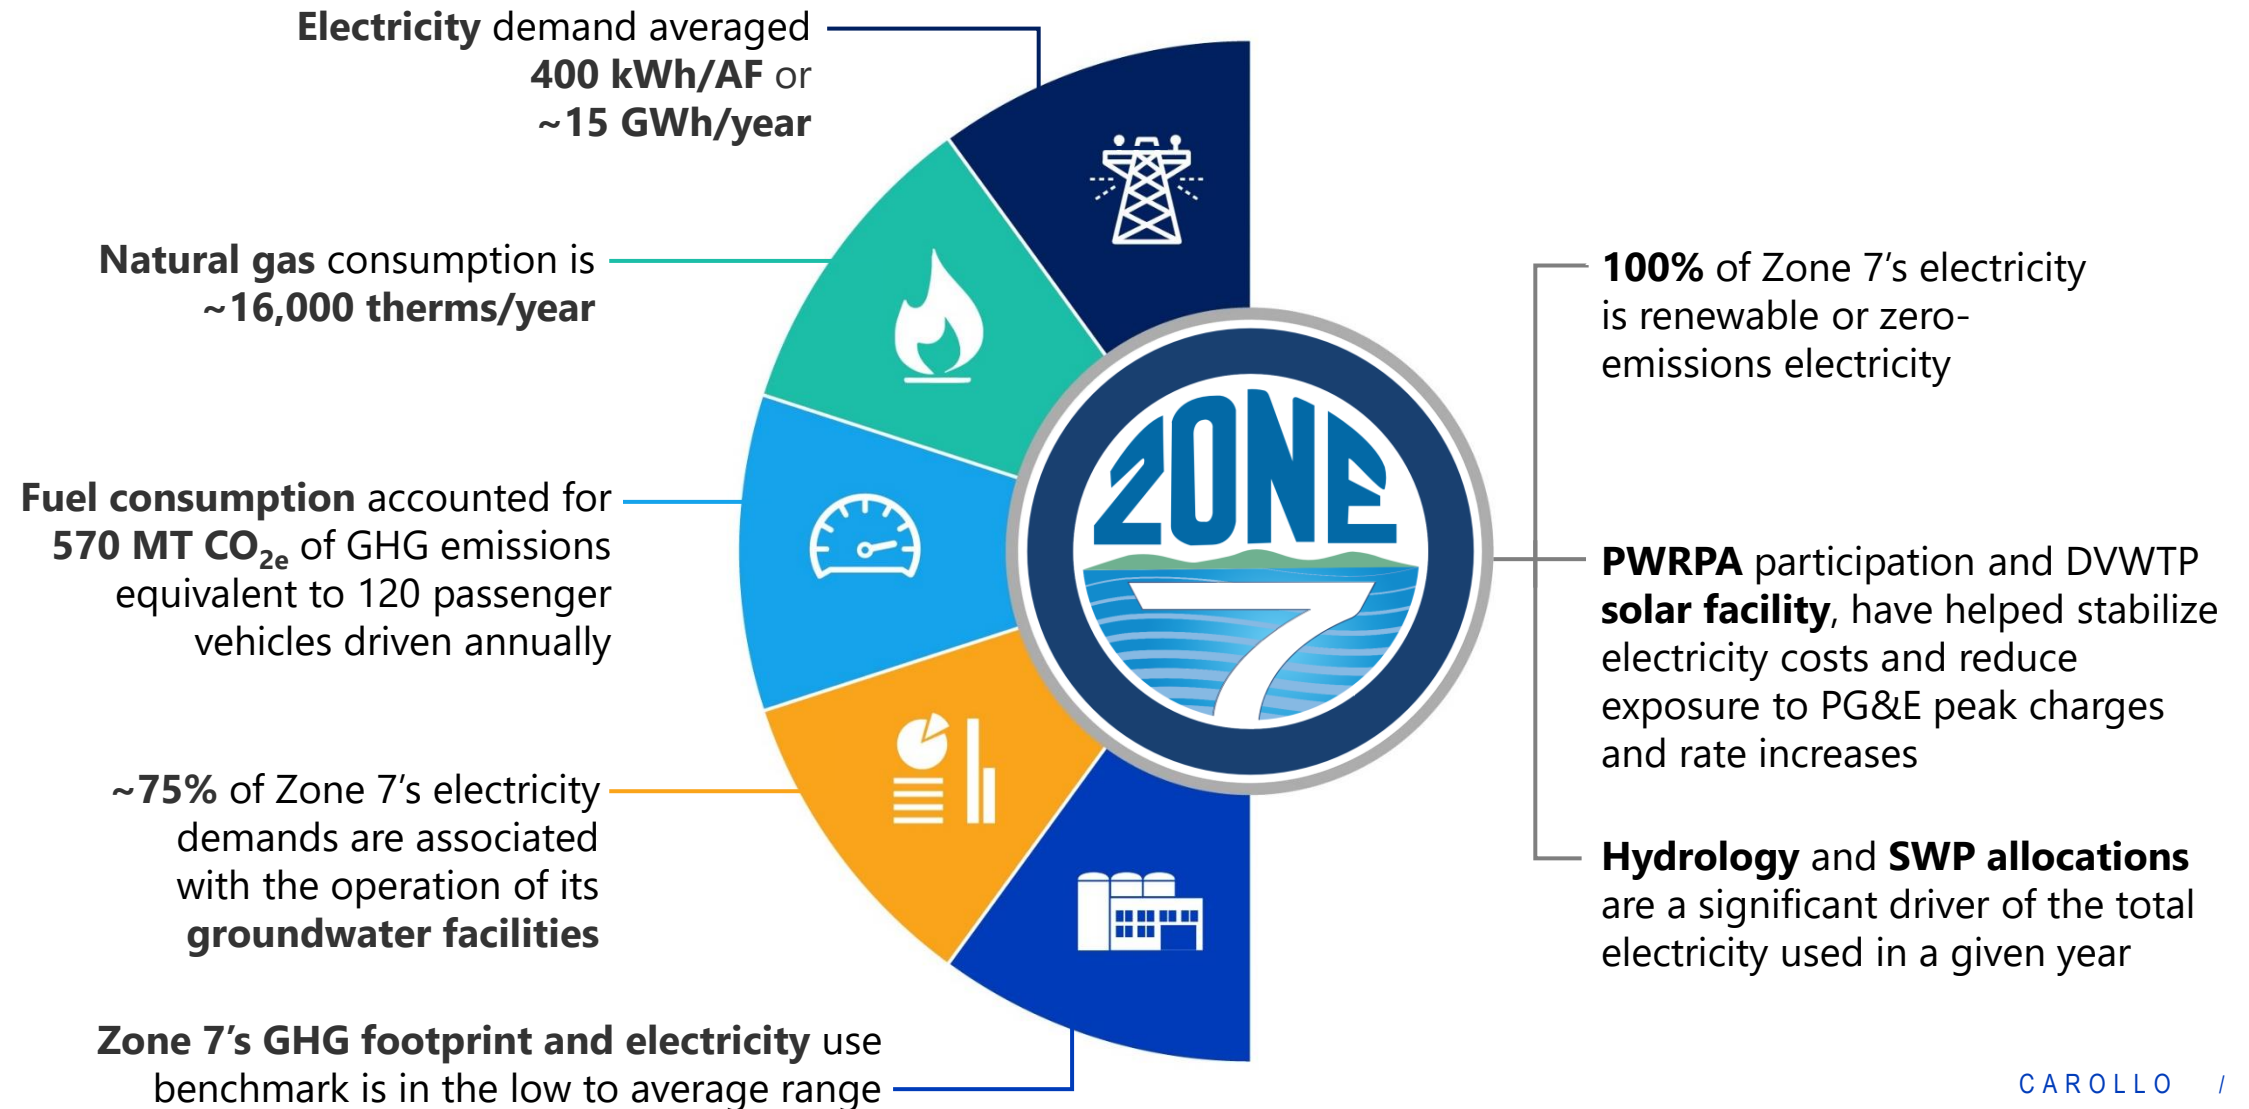 Electricity demand averaged
400 kWh/AF or
~15 GWh/year
Natural gas consumption is
~16,000 therms/year
Fuel consumption accounted for
570 MT CO2e of GHG emissions
equivalent to 120 passenger
vehicles driven annually
~75% of Zone 7’s electricity
demands are associated
with the operation of its
groundwater facilities
Zone 7’s GHG footprint and electricity use
benchmark is in the low to average range
ZONE
7
100% of Zone 7’s electricity
is renewable or zero-
emissions electricity
PWRPA participation and DVWTP
solar facility, have helped stabilize
electricity costs and reduce
exposure to PG&E peak charges
and rate increases
Hydrology and SWP allocations
are a significant driver of the total
electricity used in a given year
CAROLLO /